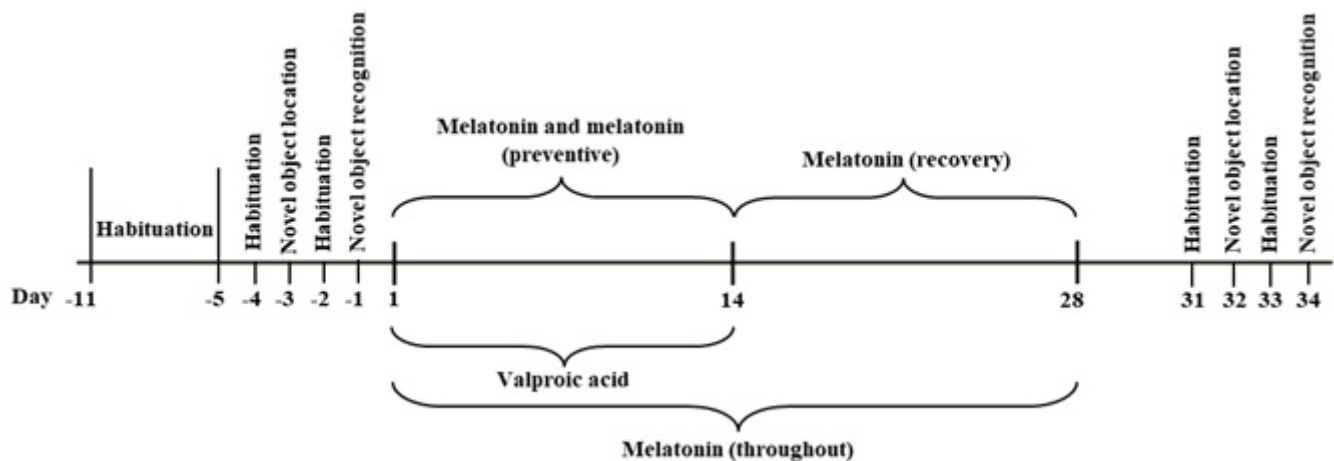 Habituation
Habituation
Novel object location
Habituation
Novel object recognition
Melatonin and melatonin
(preventive)
Melatonin (recovery)
Habituation
Novel object location
Habituation
Novel object recognition
Day -11 -5 -4 -3 -2 -1 1 14 28 31 32 33 34
Valproic acid
Melatonin (throughout)